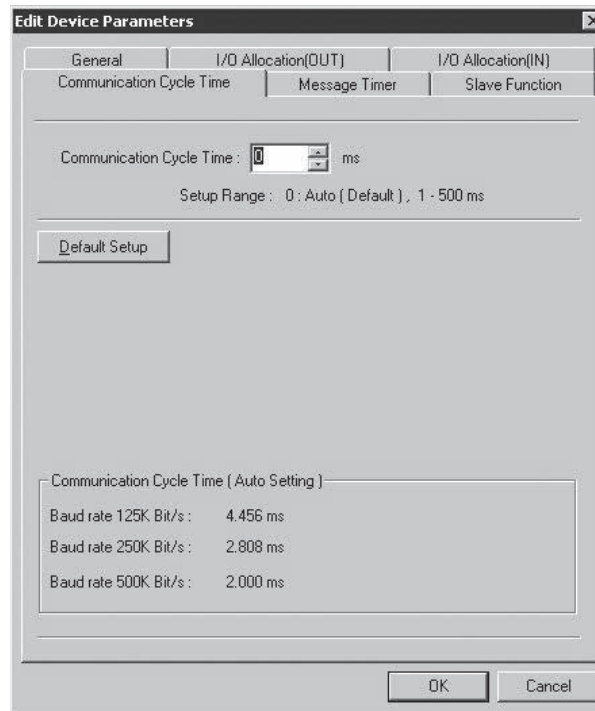 Edit Device Parameters
General I/O Allocation(OUT) I/O Allocation(IN)
Communication Cycle Time Message Timer Slave Function
Communication Cycle Time : 0 ms
Setup Range : 0 : Auto ( Default ) , 1 - 500 ms
Default Setup
Communication Cycle Time ( Auto Setting )
Baud rate 125K Bit/s : 4.456 ms
Baud rate 250K Bit/s : 2.808 ms
Baud rate 500K Bit/s : 2.000 ms
OK Cancel